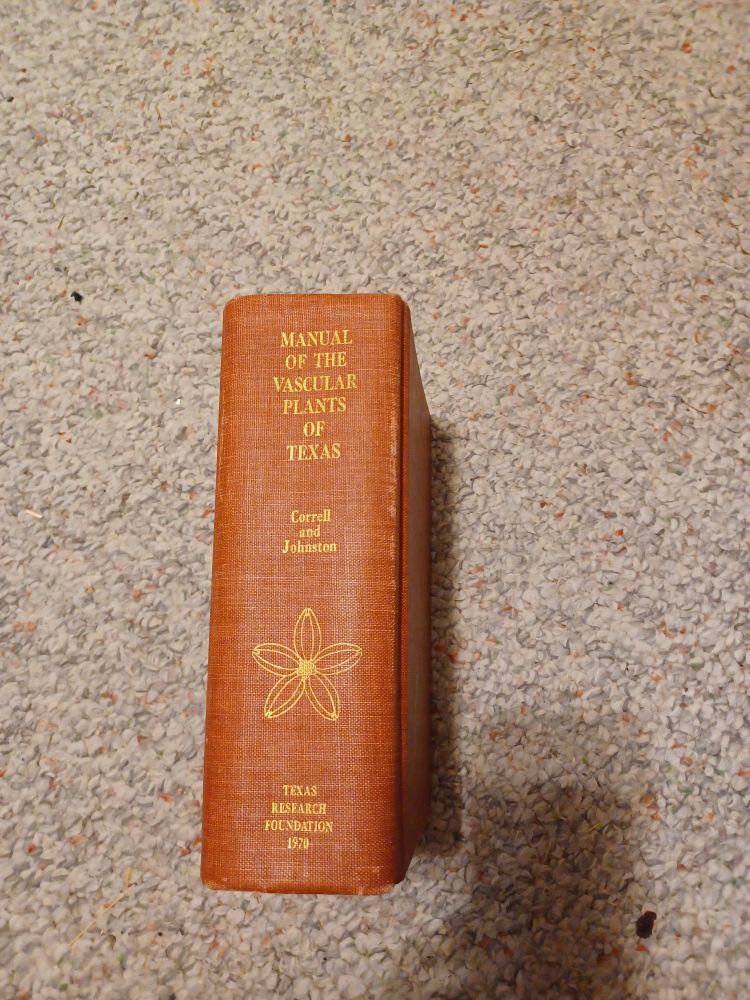 MANUAL
OF THE
VASCULAR
PLANTS
OF
TEXAS
Correll
and
Johnston
TEXAS
RESEARCH
FOUNDATION
1970